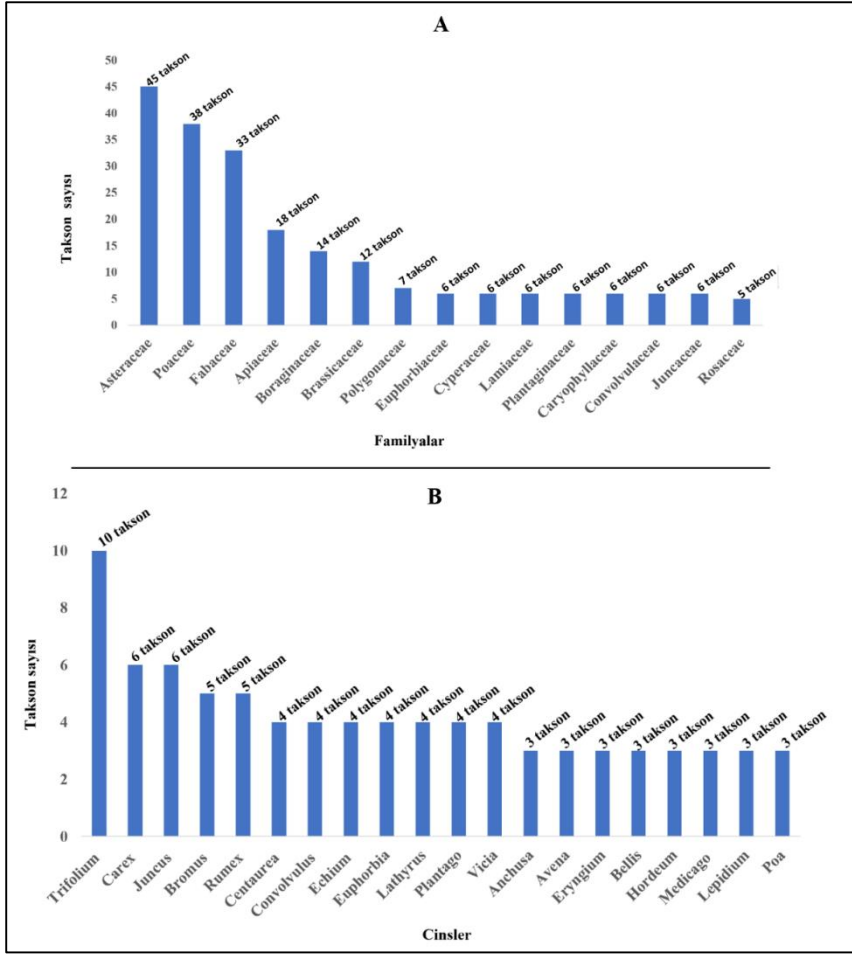 A
Takson sayısı
50
45
40
35
30
25
20
15
10
5
0
45 takson
38 takson
33 takson
18 takson
14 takson
12 takson
7 takson
6 takson
6 takson
6 takson
6 takson
6 takson
6 takson
6 takson
5 takson
Asteraceae
Poaceae
Fabaceae
Apiaceae
Boraginaceae
Brassicaceae
Polygonaceae
Euphorbiaceae
Cyperaceae
Lamiaceae
Plantaginaceae
Caryophyllaceae
Convolvulaceae
Juncaceae
Rosaceae
Familyalar
B
Takson sayısı
12
10
8
6
4
2
0
10 takson
6 takson
6 takson
5 takson
5 takson
4 takson
4 takson
4 takson
4 takson
4 takson
4 takson
4 takson
3 takson
3 takson
3 takson
3 takson
3 takson
3 takson
3 takson
3 takson
Trifolium
Carex
Juncus
Bromus
Rumex
Centaurea
Convolvulus
Echium
Euphorbia
Lathyrus
Plantago
Vicia
Anchusa
Avena
Eryngium
Bellis
Hordeum
Medicago
Lepidium
Poa
Cinsler